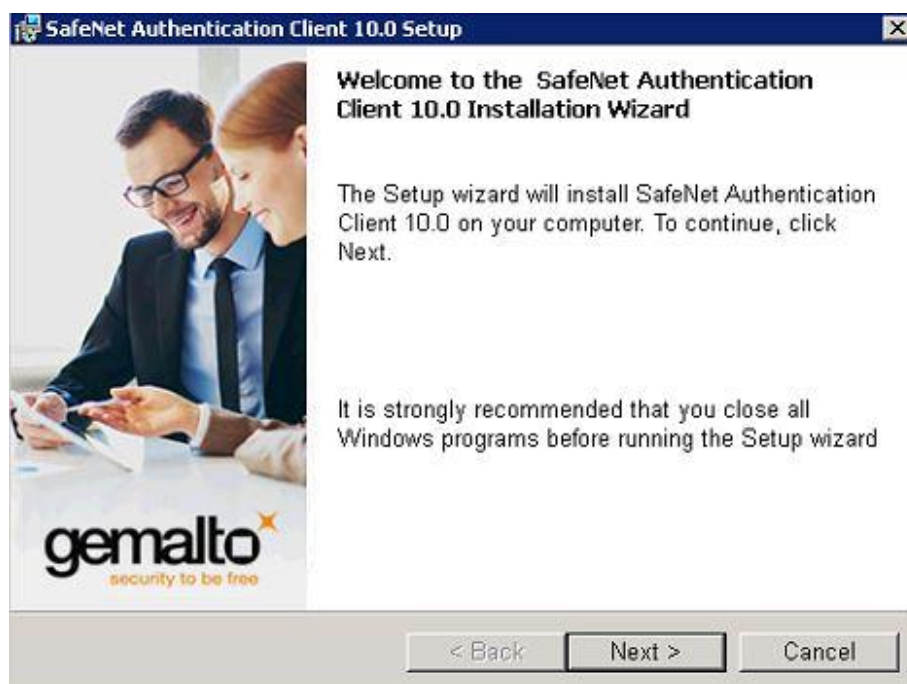 SafeNet Authentication Client 10.0 Setup
Welcome to the SafeNet Authentication
Client 10.0 Installation Wizard
The Setup wizard will install SafeNet Authentication
Client 10.0 on your computer. To continue, click
Next.
It is strongly recommended that you close all
Windows programs before running the Setup wizard
gemalto
security to be free
< Back
Next >
Cancel